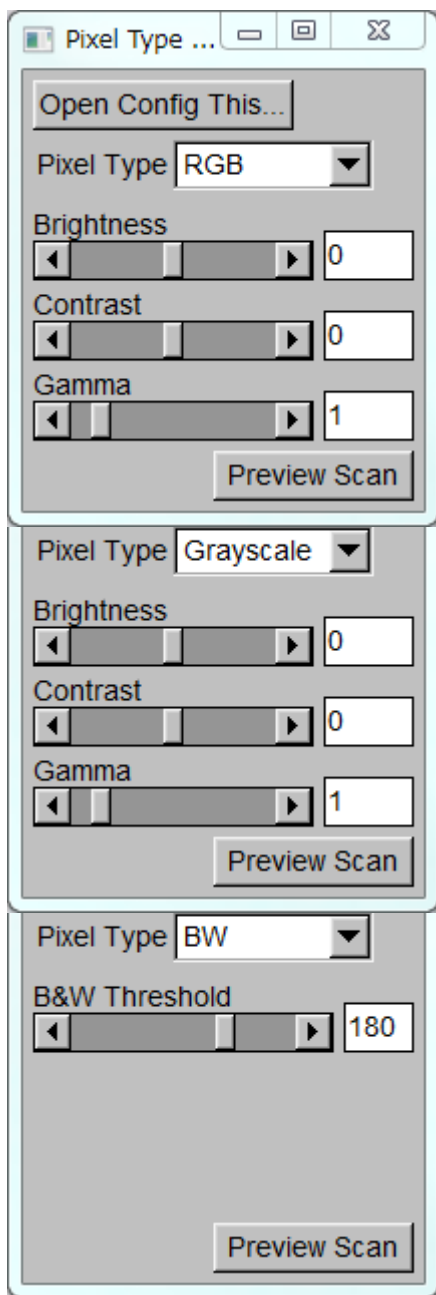 Pixel Type ...
Open Config This...
Pixel Type RGB
Brightness
0
Contrast
0
Gamma
1
Preview Scan
Pixel Type Grayscale
Brightness
0
Contrast
0
Gamma
1
Preview Scan
Pixel Type BW
B&W Threshold
180
Preview Scan